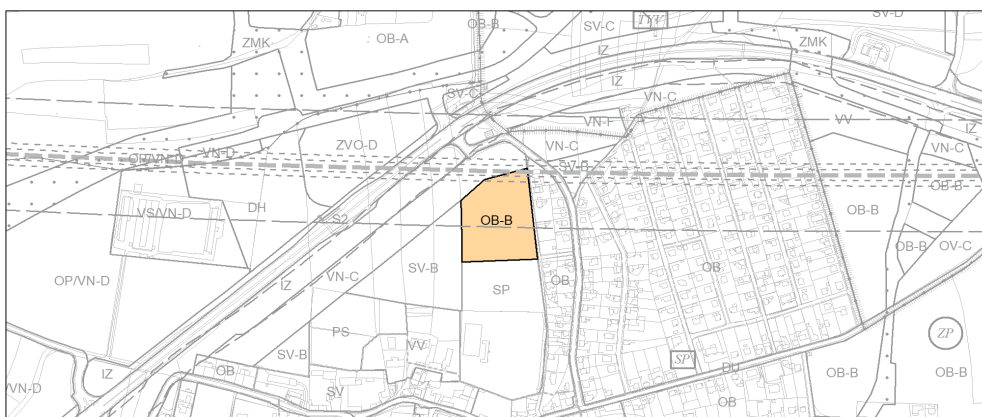 OB-B
SV-C
TVV
SV-D
ZMK
OB-A
IZ
ZMK
IZ
SV-C
VN-C
VN-F
VV
IZ
VN-D
ZVO-D
VN-C
VN-C
OP/VN-D
SV-B
OB-B
DH
VS/VN-D
S2
OB-B
OB-B
OB-B
OV-C
OP/VN-D
IZ
VN-C
SV-B
SP
OB
OB
PS
VV
ZP
SV-B
SP
DU
IZ
OB
OB-B
OB-B
/VN-D
SV
OB